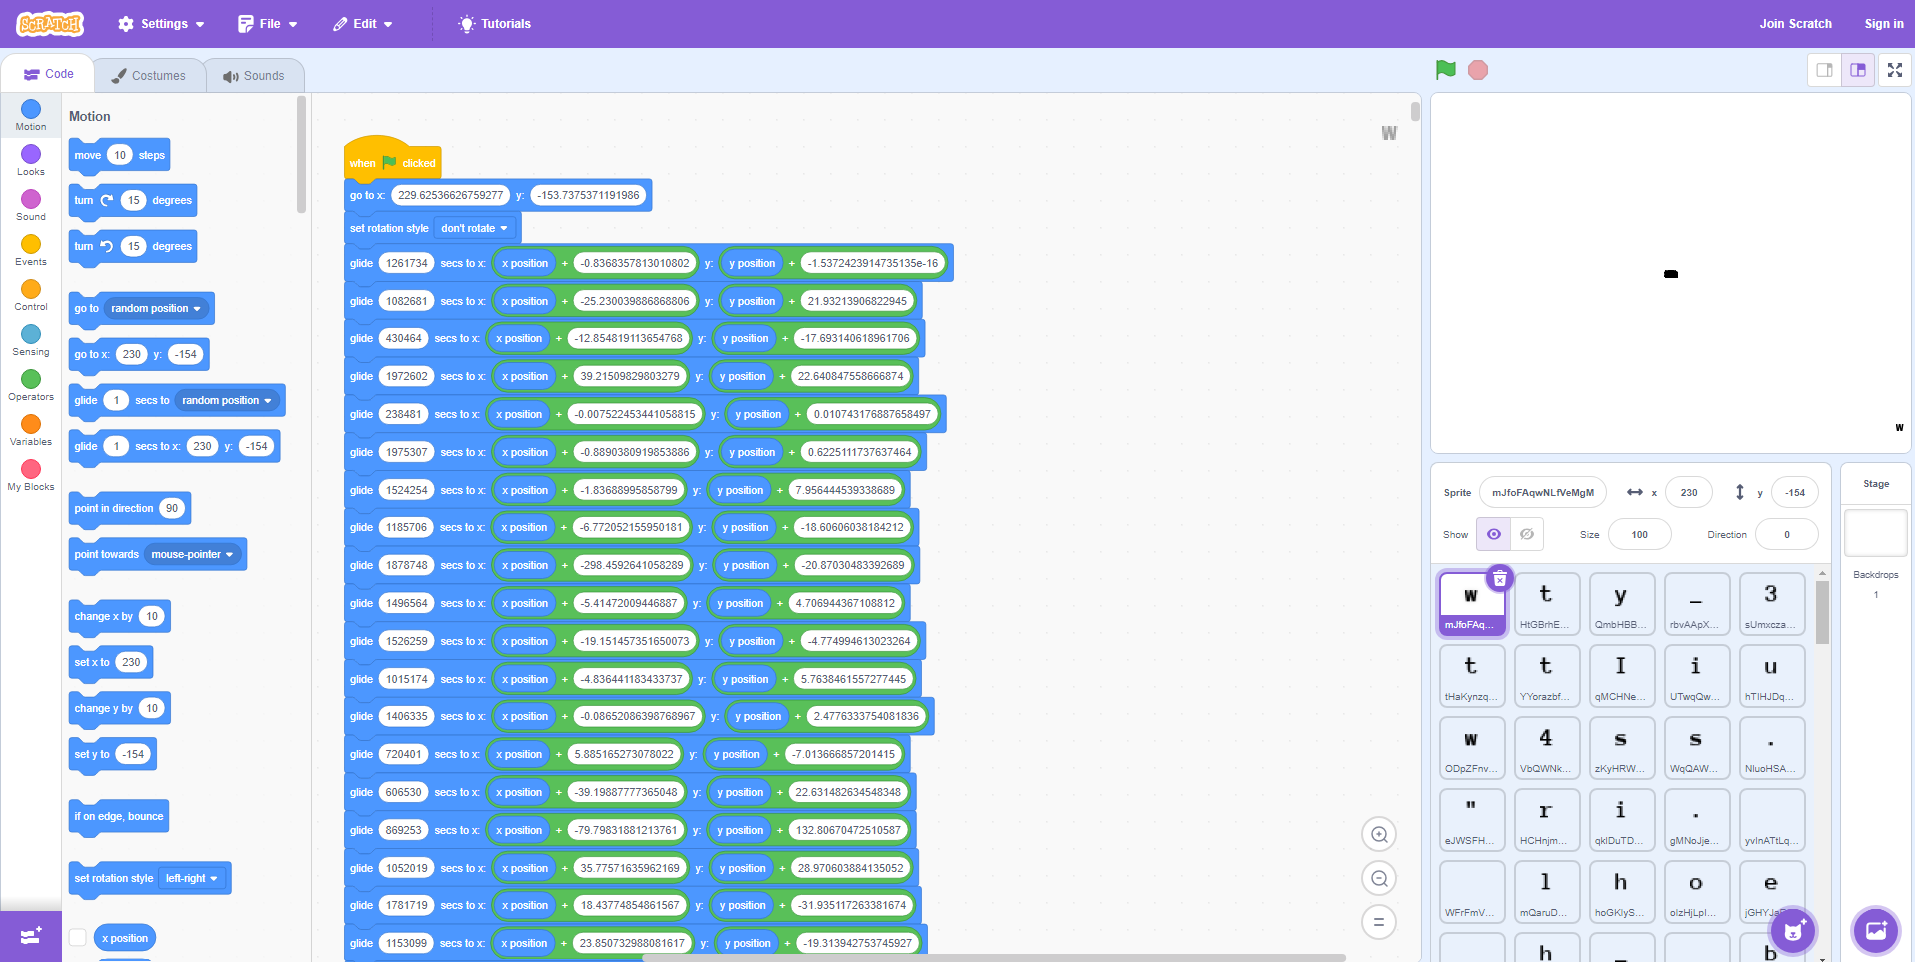 SCRATCH Settings File Edit Tutorials Join Scratch Sign in
Code Costumes Sounds
Motion
Looks
Sound
Events
Control
Sensing
Operators
Variables
My Blocks
Motion
move 10 steps
turn 15 degrees
turn 15 degrees
go to random position
go to x: 230 y: -154
glide 1 secs to random position
glide 1 secs to x: 230 y: -154
point in direction 90
point towards mouse-pointer
change x by 10
set x to 230
change y by 10
set y to -154
if on edge, bounce
set rotation style left-right
x position
when clicked
go to x: 229.62536626759277 y: -153.7375371191986
set rotation style don't rotate
glide 1261734 secs to x: x position + -0.8368357813010802 y: y position + -1.5372423914735135e-16
glide 1082681 secs to x: x position + -25.230039886868806 y: y position + 21.93213906822945
glide 430464 secs to x: x position + -12.854819113654768 y: y position + -17.693140618961706
glide 1972602 secs to x: x position + 39.21509829803279 y: y position + 22.640847558666874
glide 238481 secs to x: x position + -0.007522453441058815 y: y position + 0.010743176887658497
glide 1975307 secs to x: x position + -0.8890380919853886 y: y position + 0.6225111737637464
glide 1524254 secs to x: x position + -1.83688995858799 y: y position + 7.956444539338689
glide 1185706 secs to x: x position + -6.772052155950181 y: y position + -18.60606038184212
glide 1878748 secs to x: x position + -298.4592641058289 y: y position + -20.87030483392689
glide 1496564 secs to x: x position + -5.41472009446887 y: y position + 4.706944367108812
glide 1526259 secs to x: x position + -19.151457351650073 y: y position + -4.774994613023264
glide 1015174 secs to x: x position + -4.836441183433737 y: y position + 5.7638461557277445
glide 1406335 secs to x: x position + -0.08652086398768967 y: y position + 2.4776333754081836
glide 720401 secs to x: x position + 5.885165273078022 y: y position + -7.013666857201415
glide 606530 secs to x: x position + -39.19887777365048 y: y position + 22.631482634548348
glide 869253 secs to x: x position + -79.79831881213761 y: y position + 132.80670472510587
glide 1052019 secs to x: x position + 35.77571635962169 y: y position + 28.970603884135052
glide 1781719 secs to x: x position + 18.43774854861567 y: y position + -31.935117263381674
glide 1153099 secs to x: x position + 23.850732988081617 y: y position + -19.313942753745927
w
w
Sprite mJfoFAqwNLfVeMgM x 230 y -154
Show Size 100 Direction 0
w t y _ 3
mJfoFAq... HtGBrhE... QmbHBB... rbvAApX... sUmxcza...
t t I i u
tHaKynzq... YYorazbf... qMCHNe... UTwqQw... hTIHJDq...
w 4 s s .
ODpZFnv... VbQWNk... zKyHRW... WqQAW... NluoHSA...
" r i .
eJWSFH... HCHnjm... qklDuTD... gMNoJje... yvInATtLq...
l h o e
WFrFmV... mQaruD... hoGKlyS... olzHjLpl...
h _ b
Stage
Backdrops
1